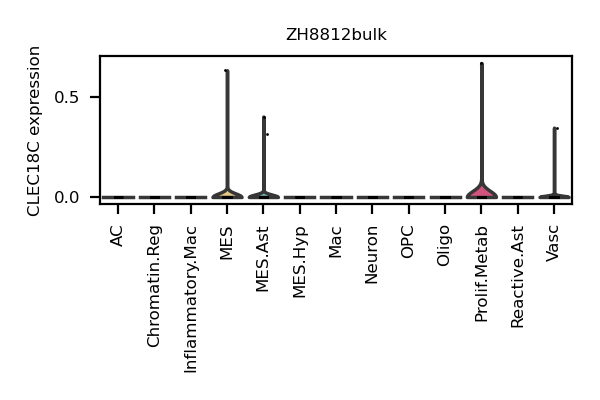 ZH8812bulk
CLEC18C expression
0.5
0.0
AC
Chromatin.Reg
Inflammatory.Mac
MES
MES.Ast
MES.Hyp
Mac
Neuron
OPC
Oligo
Prolif.Metab
Reactive.Ast
Vasc